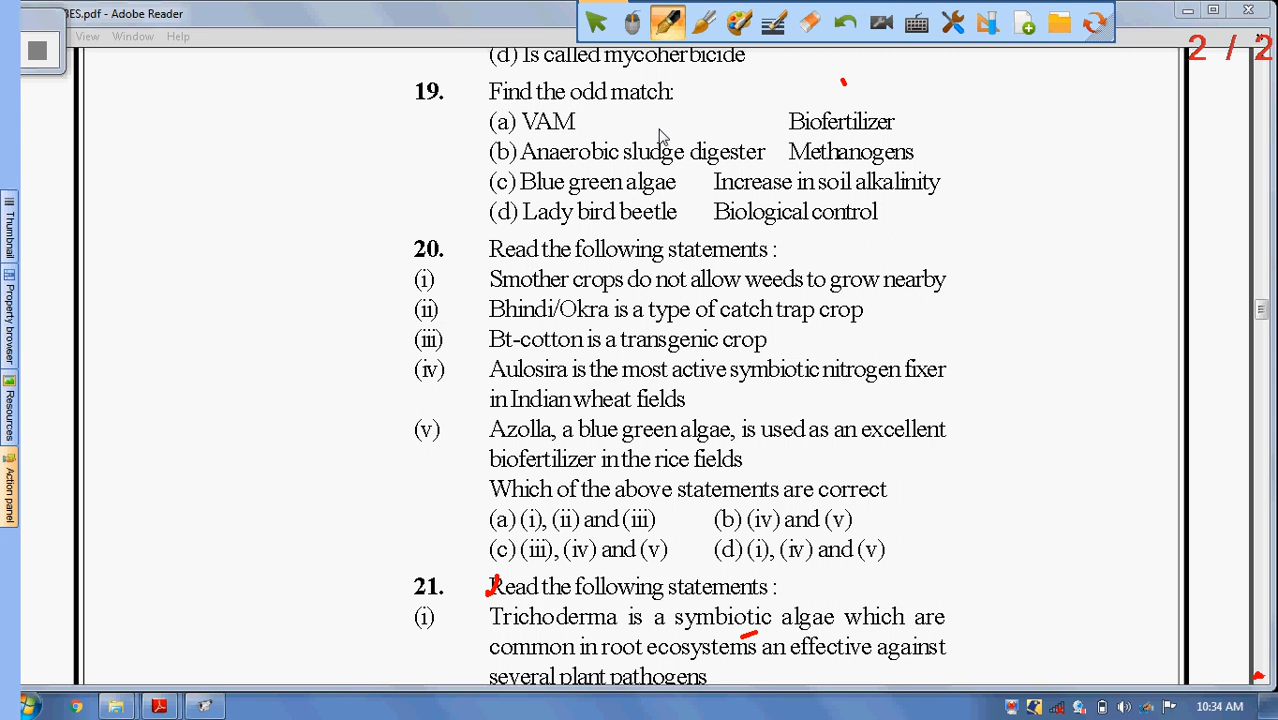 BES.pdf - Adobe Reader
View Window Help
2 / 2
(d) Is called mycoherbicide
19. Find the odd match:
(a) VAM Biofertilizer
(b) Anaerobic sludge digester Methanogens
(c) Blue green algae Increase in soil alkalinity
(d) Lady bird beetle Biological control
20. Read the following statements :
(i) Smother crops do not allow weeds to grow nearby
(ii) Bhindi/Okra is a type of catch trap crop
(iii) Bt-cotton is a transgenic crop
(iv) Aulosira is the most active symbiotic nitrogen fixer
in Indian wheat fields
(v) Azolla, a blue green algae, is used as an excellent
biofertilizer in the rice fields
Which of the above statements are correct
(a) (i), (ii) and (iii) (b) (iv) and (v)
(c) (iii), (iv) and (v) (d) (i), (iv) and (v)
21. Read the following statements :
(i) Trichoderma is a symbiotic algae which are
common in root ecosystems an effective against
several plant pathogens
Thumbnail
Property browser
Resources
Action panel
10:34 AM